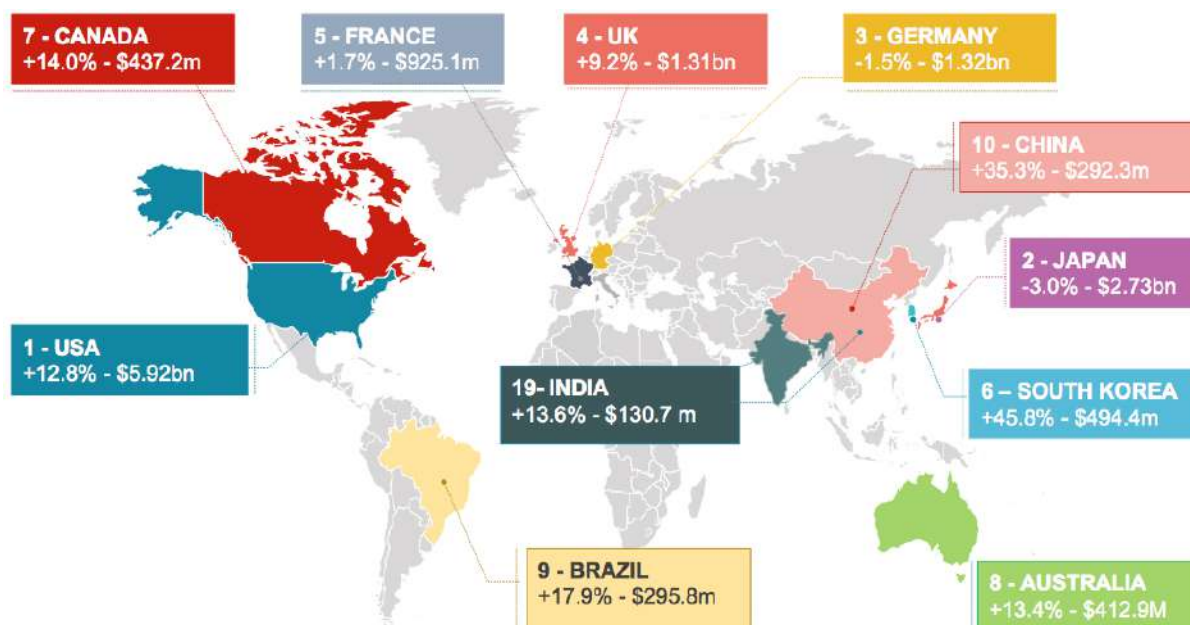 7 - CANADA
+14.0% - $437.2m
5 - FRANCE
+1.7% - $925.1m
4 - UK
+9.2% - $1.31bn
3 - GERMANY
-1.5% - $1.32bn
10 - CHINA
+35.3% - $292.3m
2 - JAPAN
-3.0% - $2.73bn
1 - USA
+12.8% - $5.92bn
19- INDIA
+13.6% - $130.7 m
6 – SOUTH KOREA
+45.8% - $494.4m
9 - BRAZIL
+17.9% - $295.8m
8 - AUSTRALIA
+13.4% - $412.9M